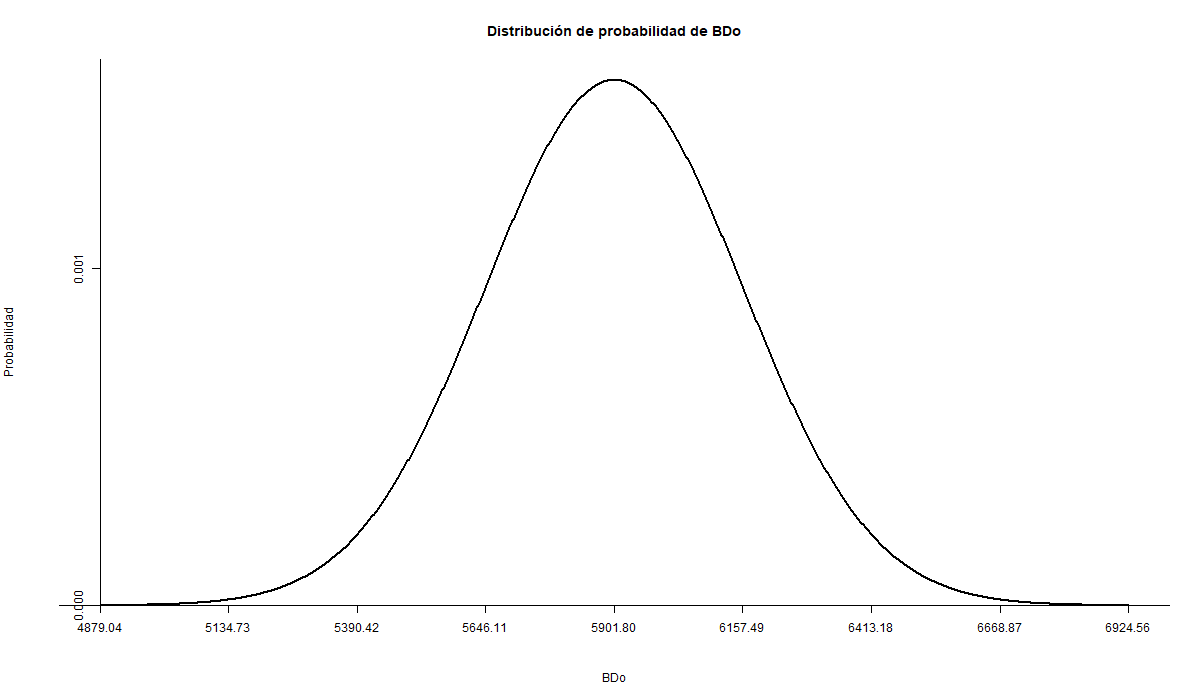 Distribución de probabilidad de BDo
Probabilidad
0.001
0.000
4879.04 5134.73 5390.42 5646.11 5901.80 6157.49 6413.18 6668.87 6924.56
BDo